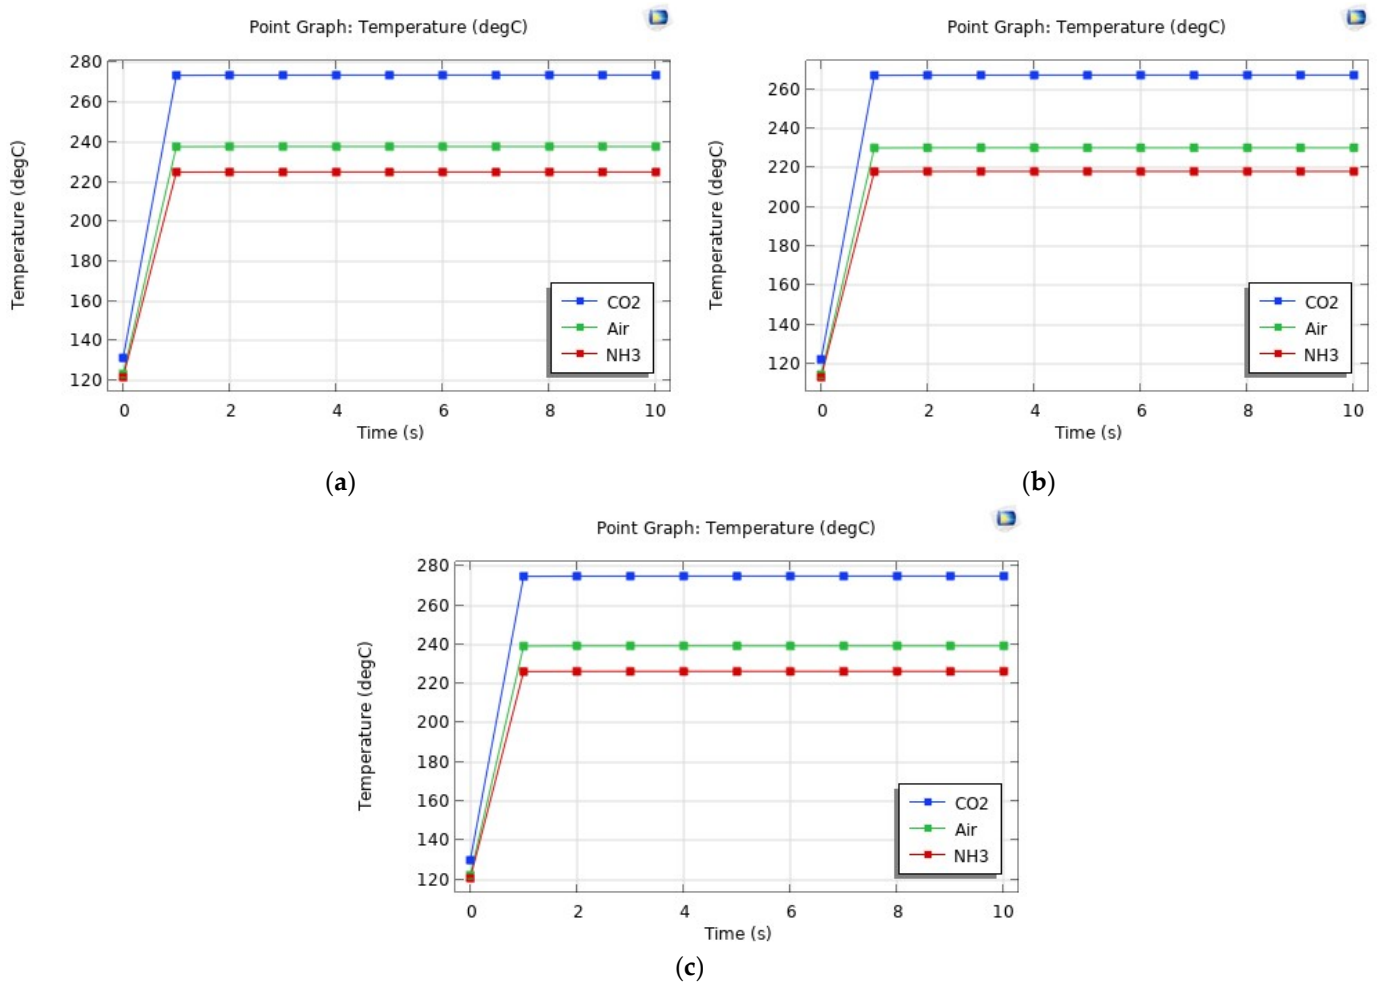 Point Graph: Temperature (degC)
280
260
240
220
200
180
160
140
120
Temperature (degC)
0 2 4 6 8 10
Time (s)
CO2
Air
NH3
(a)
Point Graph: Temperature (degC)
260
240
220
200
180
160
140
120
Temperature (degC)
0 2 4 6 8 10
Time (s)
CO2
Air
NH3
(b)
Point Graph: Temperature (degC)
280
260
240
220
200
180
160
140
120
Temperature (degC)
0 2 4 6 8 10
Time (s)
CO2
Air
NH3
(c)